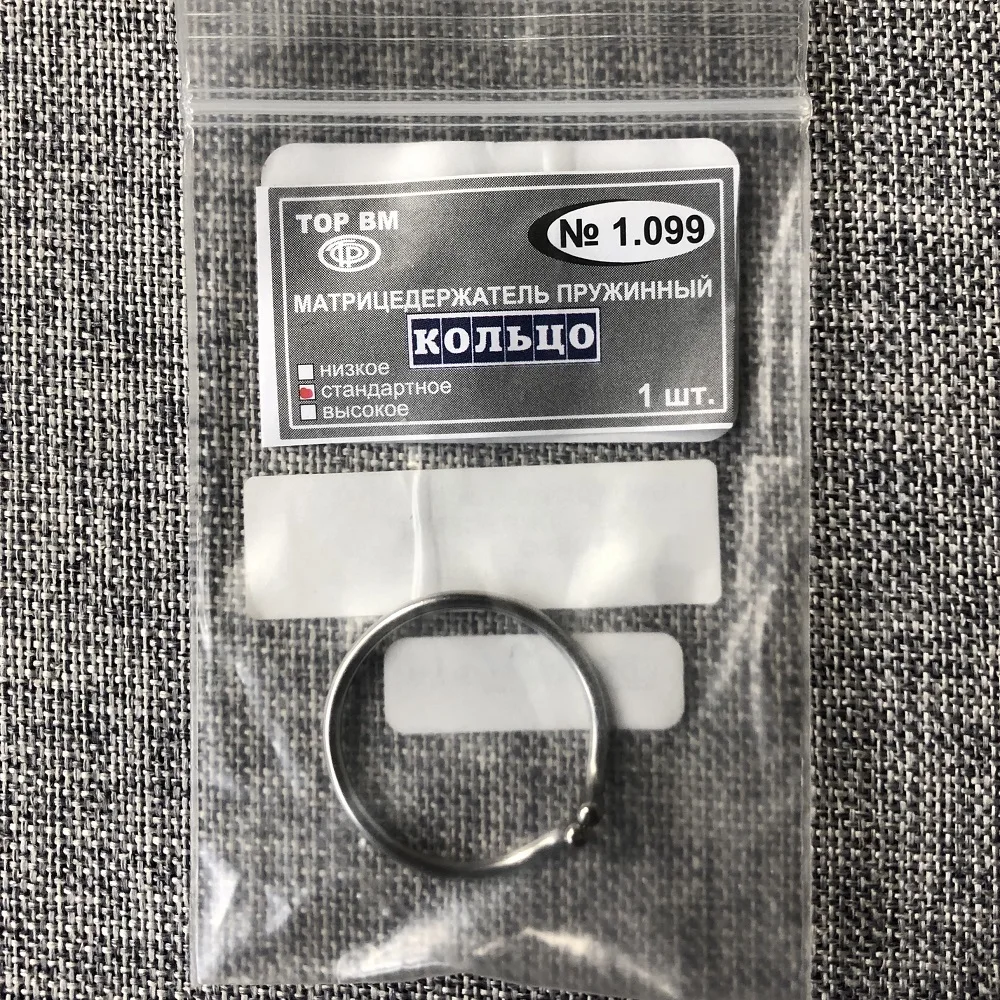 ТОР ВМ
№ 1.099
МАТРИЦЕДЕРЖАТЕЛЬ ПРУЖИННЫЙ
КОЛЬЦО
низкое
стандартное
высокое
1 шт.